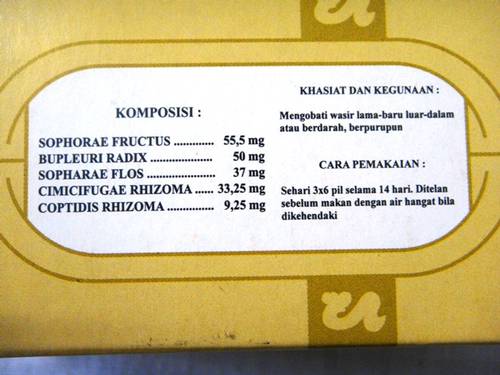 KOMPOSISI :
SOPHORAE FRUCTUS ............. 55,5 mg
BUPLEURI RADIX .................... 50 mg
SOPHARAE FLOS ...................... 37 mg
CIMICIFUGAE RHIZOMA ...... 33,25 mg
COPTIDIS RHIZOMA ............... 9,25 mg
KHASIAT DAN KEGUNAAN :
Mengobati wasir lama-baru luar-dalam
atau berdarah, berpurupun
CARA PEMAKAIAN :
Sehari 3x6 pil selama 14 hari. Ditelan
sebelum makan dengan air hangat bila
dikehendaki